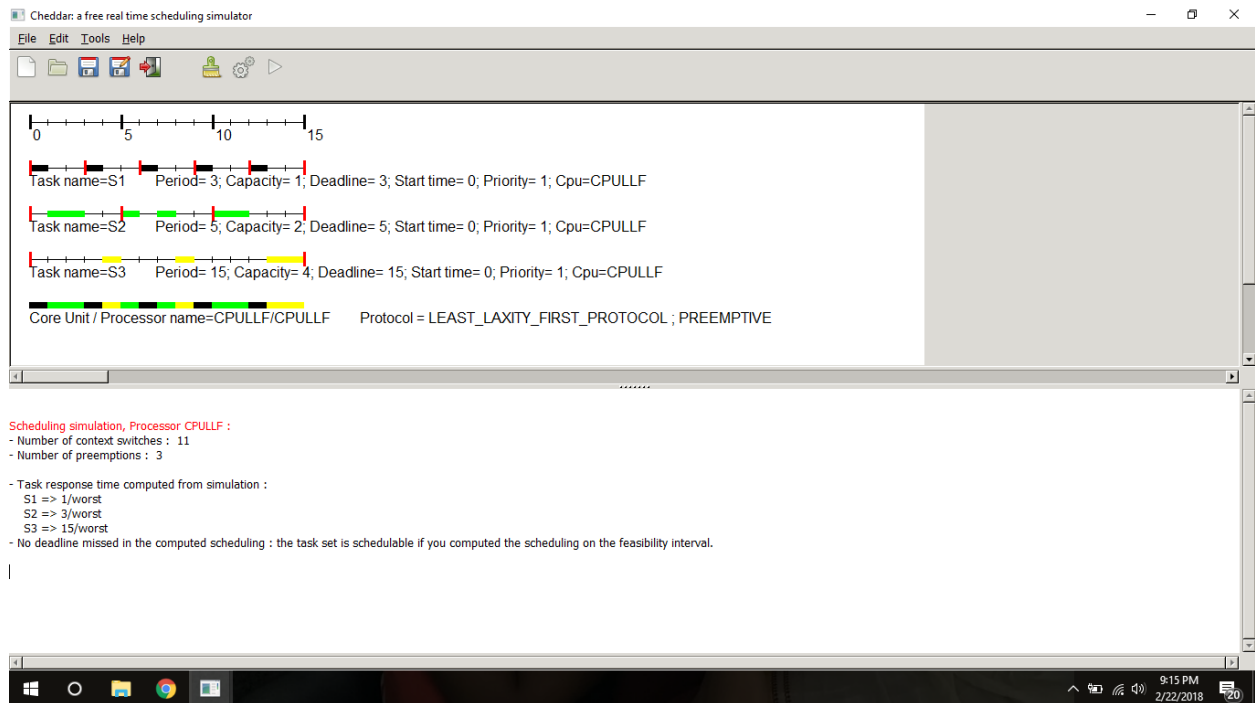 Cheddar: a free real time scheduling simulator
File Edit Tools Help
0 5 10 15
Task name=S1 Period= 3; Capacity= 1; Deadline= 3; Start time= 0; Priority= 1; Cpu=CPULLF
Task name=S2 Period= 5; Capacity= 2; Deadline= 5; Start time= 0; Priority= 1; Cpu=CPULLF
Task name=S3 Period= 15; Capacity= 4; Deadline= 15; Start time= 0; Priority= 1; Cpu=CPULLF
Core Unit / Processor name=CPULLF/CPULLF Protocol = LEAST_LAXITY_FIRST_PROTOCOL ; PREEMPTIVE
Scheduling simulation, Processor CPULLF :
- Number of context switches : 11
- Number of preemptions : 3
- Task response time computed from simulation :
S1 => 1/worst
S2 => 3/worst
S3 => 15/worst
- No deadline missed in the computed scheduling : the task set is schedulable if you computed the scheduling on the feasibility interval.
9:15 PM
2/22/2018
20